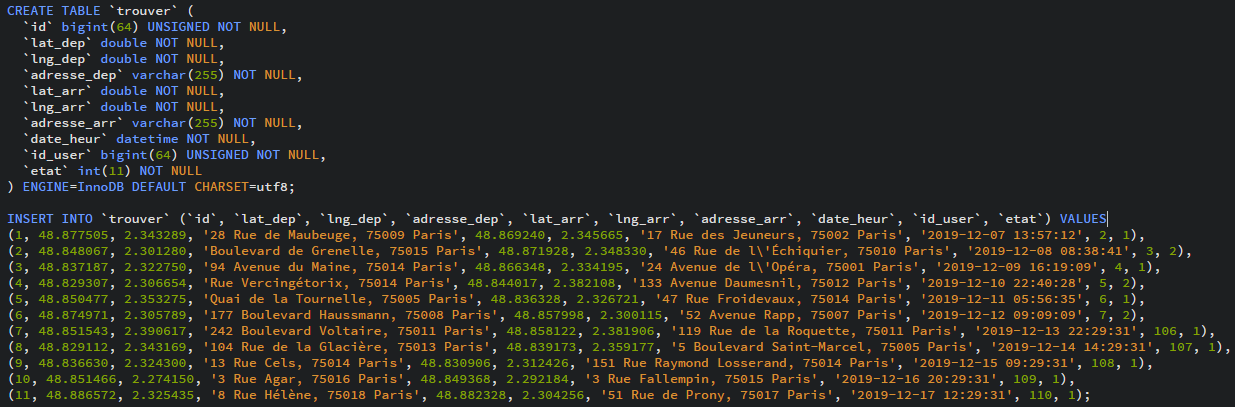 CREATE TABLE `trouver` (
  `id` bigint(64) UNSIGNED NOT NULL,
  `lat_dep` double NOT NULL,
  `lng_dep` double NOT NULL,
  `adresse_dep` varchar(255) NOT NULL,
  `lat_arr` double NOT NULL,
  `lng_arr` double NOT NULL,
  `adresse_arr` varchar(255) NOT NULL,
  `date_heur` datetime NOT NULL,
  `id_user` bigint(64) UNSIGNED NOT NULL,
  `etat` int(11) NOT NULL
) ENGINE=InnoDB DEFAULT CHARSET=utf8;
INSERT INTO `trouver` (`id`, `lat_dep`, `lng_dep`, `adresse_dep`, `lat_arr`, `lng_arr`, `adresse_arr`, `date_heur`, `id_user`, `etat`) VALUES
(1, 48.877505, 2.343289, '28 Rue de Maubeuge, 75009 Paris', 48.869240, 2.345665, '17 Rue des Jeuneurs, 75002 Paris', '2019-12-07 13:57:12', 2, 1),
(2, 48.848067, 2.301280, 'Boulevard de Grenelle, 75015 Paris', 48.871928, 2.348330, '46 Rue de l\'Échiquier, 75010 Paris', '2019-12-08 08:38:41', 3, 2),
(3, 48.837187, 2.322750, '94 Avenue du Maine, 75014 Paris', 48.866348, 2.334195, '24 Avenue de l\'Opéra, 75001 Paris', '2019-12-09 16:19:09', 4, 1),
(4, 48.829307, 2.306654, 'Rue Vercingétorix, 75014 Paris', 48.844017, 2.382108, '133 Avenue Daumesnil, 75012 Paris', '2019-12-10 22:40:28', 5, 2),
(5, 48.850477, 2.353275, 'Quai de la Tournelle, 75005 Paris', 48.836328, 2.326721, '47 Rue Froidevaux, 75014 Paris', '2019-12-11 05:56:35', 6, 1),
(6, 48.874971, 2.305789, '177 Boulevard Haussmann, 75008 Paris', 48.857998, 2.300115, '52 Avenue Rapp, 75007 Paris', '2019-12-12 09:09:09', 7, 2),
(7, 48.851543, 2.390617, '242 Boulevard Voltaire, 75011 Paris', 48.858122, 2.381906, '119 Rue de la Roquette, 75011 Paris', '2019-12-13 22:29:31', 106, 1),
(8, 48.829112, 2.343169, '104 Rue de la Glacière, 75013 Paris', 48.839173, 2.359177, '5 Boulevard Saint-Marcel, 75005 Paris', '2019-12-14 14:29:31', 107, 1),
(9, 48.836630, 2.324300, '13 Rue Cels, 75014 Paris', 48.830906, 2.312426, '151 Rue Raymond Losserand, 75014 Paris', '2019-12-15 09:29:31', 108, 1),
(10, 48.851466, 2.274150, '3 Rue Agar, 75016 Paris', 48.849368, 2.292184, '3 Rue Fallempin, 75015 Paris', '2019-12-16 20:29:31', 109, 1),
(11, 48.886572, 2.325435, '8 Rue Hélène, 75018 Paris', 48.882328, 2.304256, '51 Rue de Prony, 75017 Paris', '2019-12-17 12:29:31', 110, 1);